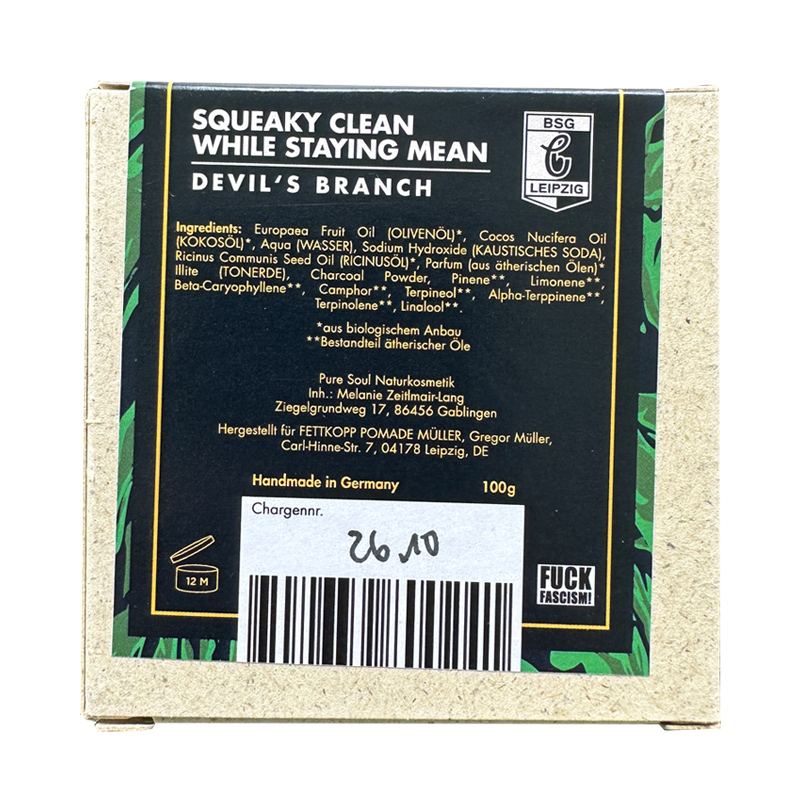 SQUEAKY CLEAN
WHILE STAYING MEAN
DEVIL'S BRANCH
BSG
LEIPZIG
Ingredients: Europaea Fruit Oil (OLIVENÖL)*, Cocos Nucifera Oil
(KOKOSÖL)*, Aqua (WASSER), Sodium Hydroxide (KAUSTISCHES SODA),
Ricinus Communis Seed Oil (RICINUSÖL)*, Parfum (aus ätherischen Ölen)*
Illite (TONERDE), Charcoal Powder, Pinene**, Limonene**,
Beta-Caryophyllene**, Camphor**, Terpineol**, Alpha-Terppinene**,
Terpinolene**, Linalool**.
*aus biologischem Anbau
**Bestandteil ätherischer Öle
Pure Soul Naturkosmetik
Inh.: Melanie Zeitlmair-Lang
Ziegelgrundweg 17, 86456 Gablingen
Hergestellt für FETTKOPP POMADE MÜLLER, Gregor Müller,
Carl-Hinne-Str. 7, 04178 Leipzig, DE
Handmade in Germany 100g
Chargennr.
26.10
12 M
FUCK
FASCISM!